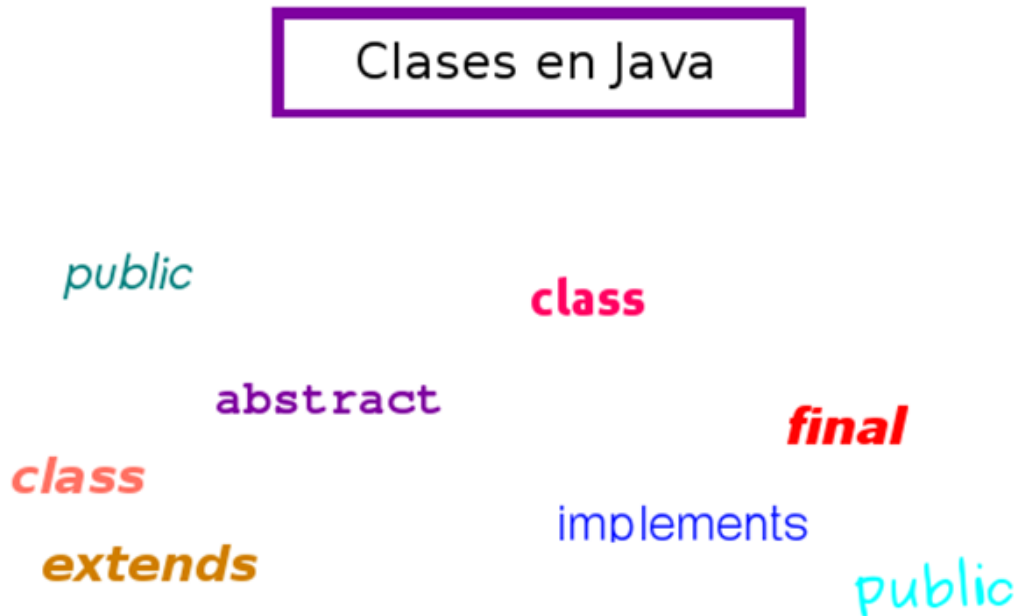 Clases en Java
public
class
abstract
final
class
implements
extends
public